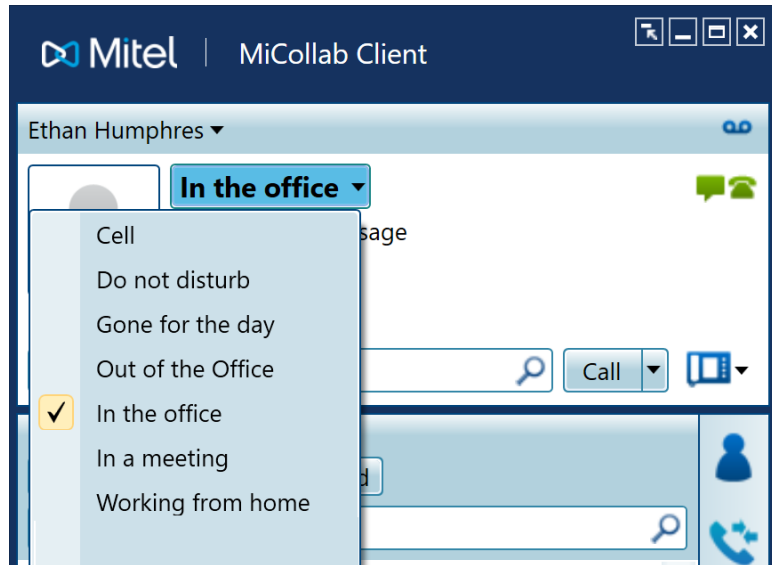 Mitel | MiCollab Client
Ethan Humphres
In the office
Cell
Do not disturb
Gone for the day
Out of the Office
In the office
In a meeting
Working from home
Call